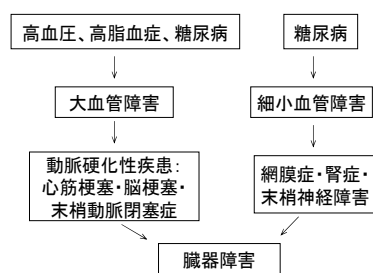 高血圧、高脂血症、糖尿病
糖尿病
大血管障害
細小血管障害
動脈硬化性疾患:
心筋梗塞・脳梗塞・
末梢動脈閉塞症
網膜症・腎症・
末梢神経障害
臓器障害